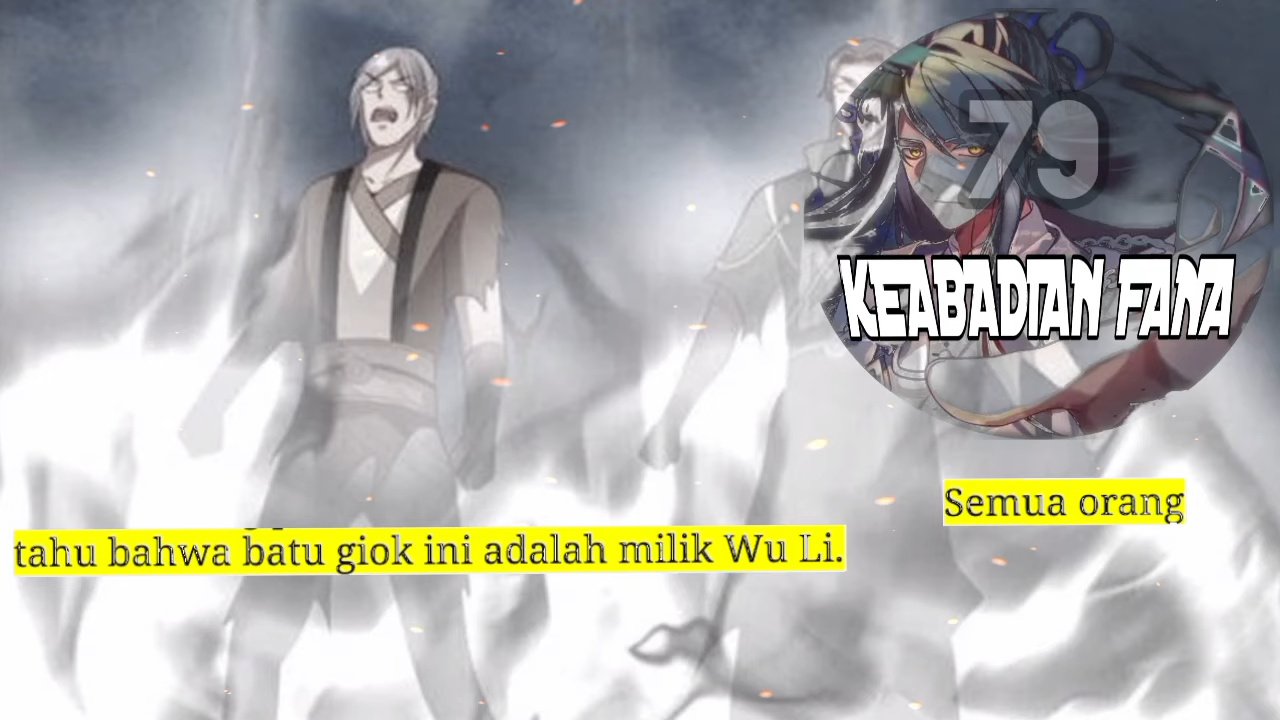 79
KEABADIAN FANA
Semua orang
tahu bahwa batu giok ini adalah milik Wu Li.